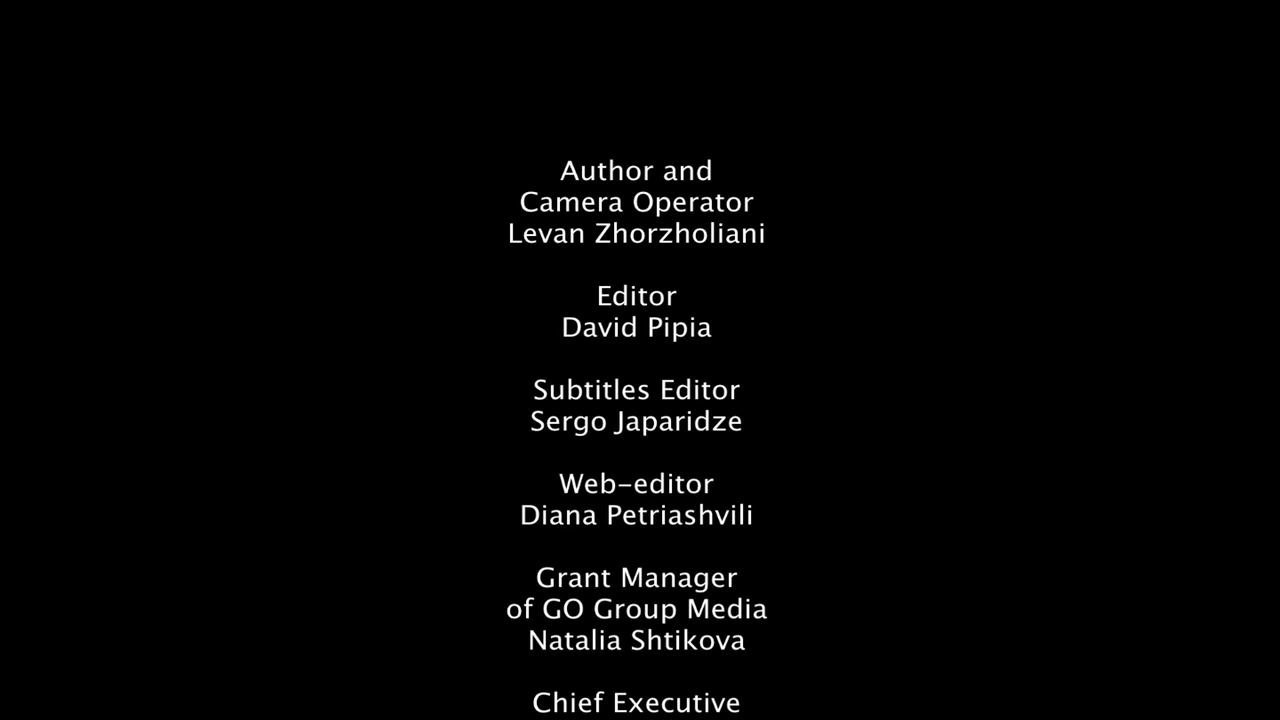 Author and
Camera Operator
Levan Zhorzholiani
Editor
David Pipia
Subtitles Editor
Sergo Japaridze
Web-editor
Diana Petriashvili
Grant Manager
of GO Group Media
Natalia Shtikova
Chief Executive